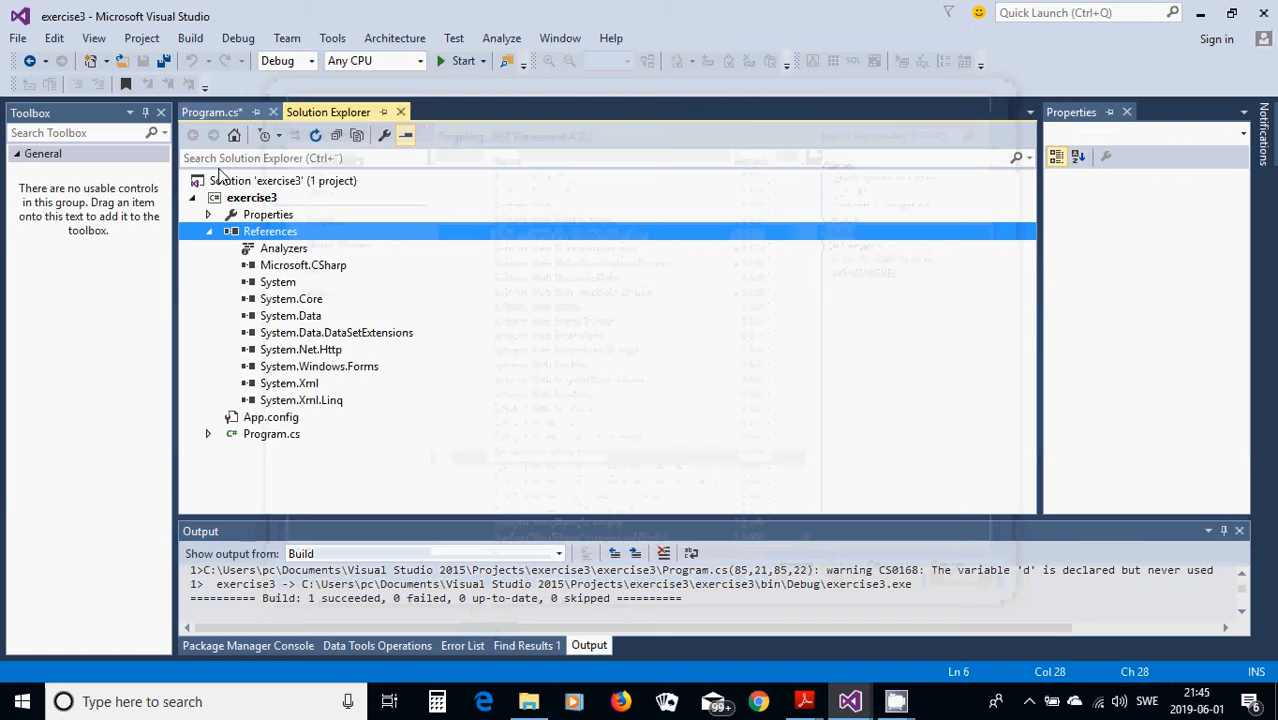 exercise3 - Microsoft Visual Studio
Quick Launch (Ctrl+Q)
File Edit View Project Build Debug Team Tools Architecture Test Analyze Window Help
Sign in
Debug Any CPU Start
Toolbox
Program.cs*
Solution Explorer
Properties
Notifications
Search Toolbox
Search Solution Explorer (Ctrl+¨)
General
There are no usable controls
in this group. Drag an item
onto this text to add it to the
toolbox.
Solution 'exercise3' (1 project)
exercise3
Properties
References
Analyzers
Microsoft.CSharp
System
System.Core
System.Data
System.Data.DataSetExtensions
System.Net.Http
System.Windows.Forms
System.Xml
System.Xml.Linq
App.config
Program.cs
Output
Show output from: Build
1>C:\Users\pc\Documents\Visual Studio 2015\Projects\exercise3\exercise3\Program.cs(85,21,85,22): warning CS0168: The variable 'd' is declared but never used
1> exercise3 -> C:\Users\pc\Documents\Visual Studio 2015\Projects\exercise3\exercise3\bin\Debug\exercise3.exe
========== Build: 1 succeeded, 0 failed, 0 up-to-date, 0 skipped ==========
Package Manager Console Data Tools Operations Error List Find Results 1 Output
Ln 6 Col 28 Ch 28 INS
Type here to search
99+
SWE
21:45
2019-06-01
6